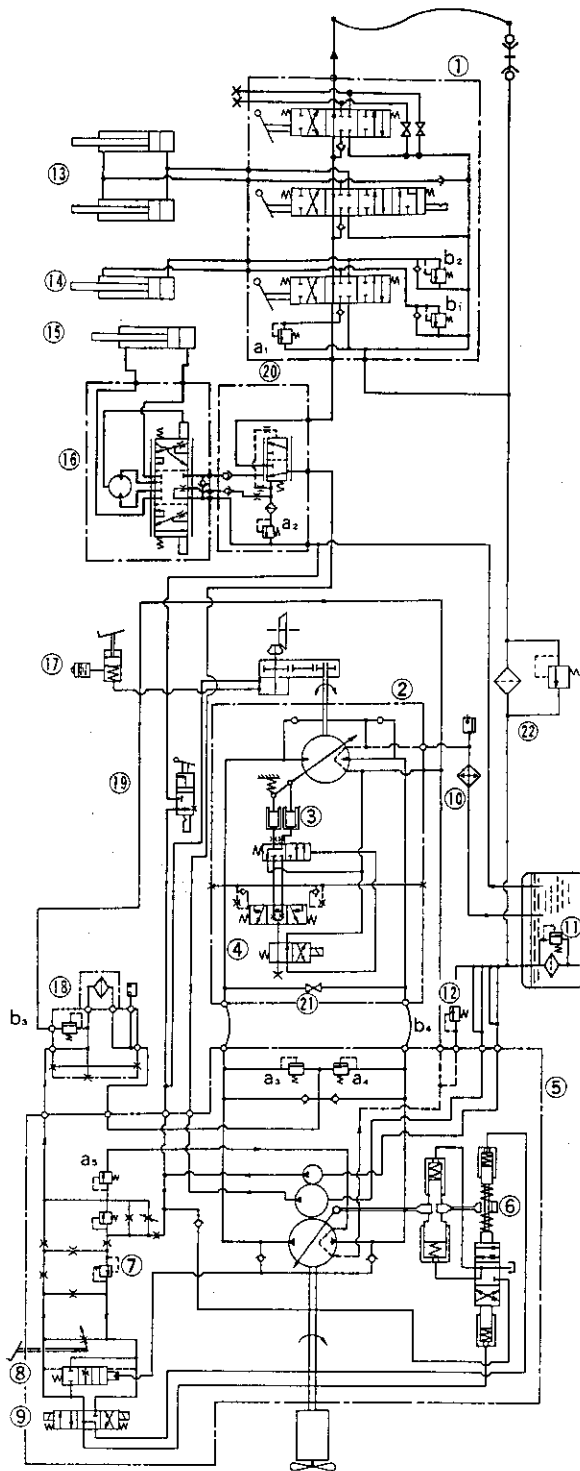 ①
b₂
⑬
⑭
b₁
a₁
⑮
⑳
⑯
a₂
⑰
②
㉒
⑩
⑲
③
⑪
④
⑱
㉑
⑫
b₃
b₄
a₃
a₄
⑤
a₅
⑥
⑦
⑧
⑨